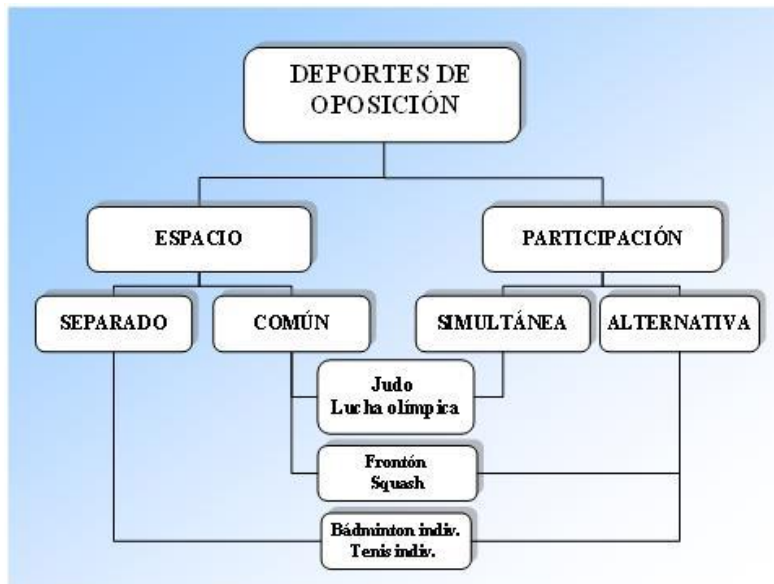 DEPORTES DE
OPOSICIÓN
ESPACIO
PARTICIPACIÓN
SEPARADO
COMÚN
SIMULTÁNEA
ALTERNATIVA
Judo
Lucha olímpica
Frontón
Squash
Bádminton indiv.
Tenis indiv.